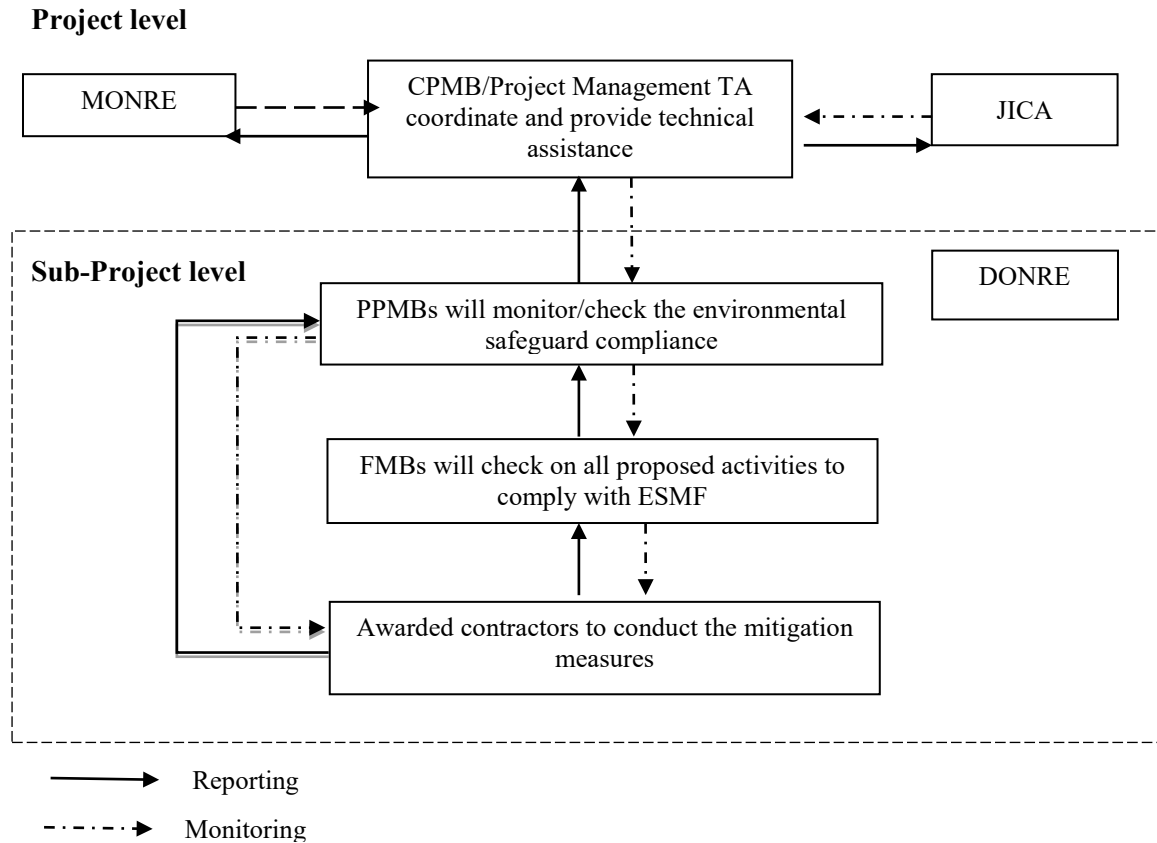 Project level
MONRE
CPMB/Project Management TA
coordinate and provide technical
assistance
JICA
Sub-Project level
DONRE
PPMBs will monitor/check the environmental
safeguard compliance
FMBs will check on all proposed activities to
comply with ESMF
Awarded contractors to conduct the mitigation
measures
Reporting
Monitoring